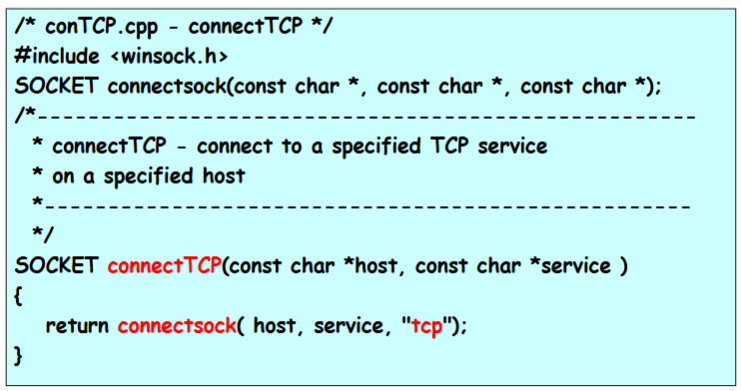 /* conTCP.cpp - connectTCP */
#include <winsock.h>
SOCKET connectsock(const char *, const char *, const char *);
/*-----------------------------------------------------
* connectTCP - connect to a specified TCP service
* on a specified host
*----------------------------------------------------
*/
SOCKET connectTCP(const char *host, const char *service )
{
return connectsock( host, service, "tcp");
}